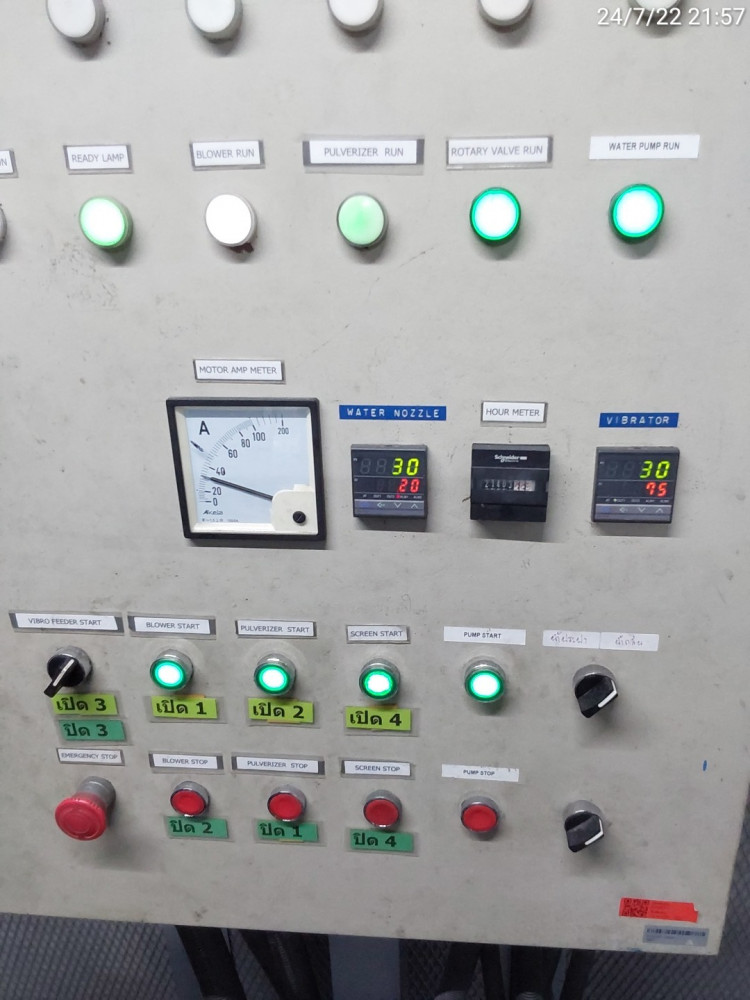 24/7/22 21:57
READY LAMP
BLOWER RUN
PULVERIZER RUN
ROTARY VALVE RUN
WATER PUMP RUN
MOTOR AMP METER
WATER NOZZLE
HOUR METER
VIBRATOR
A
200
100
80
60
40
20
0
30
20
Schneider
30
75
VIBRO FEEDER START
BLOWER START
PULVERIZER START
SCREEN START
PUMP START
เปิด 3
เปิด 1
เปิด 2
เปิด 4
ปิด 3
EMERGENCY STOP
BLOWER STOP
PULVERIZER STOP
SCREEN STOP
PUMP STOP
ปิด 2
ปิด 1
ปิด 4